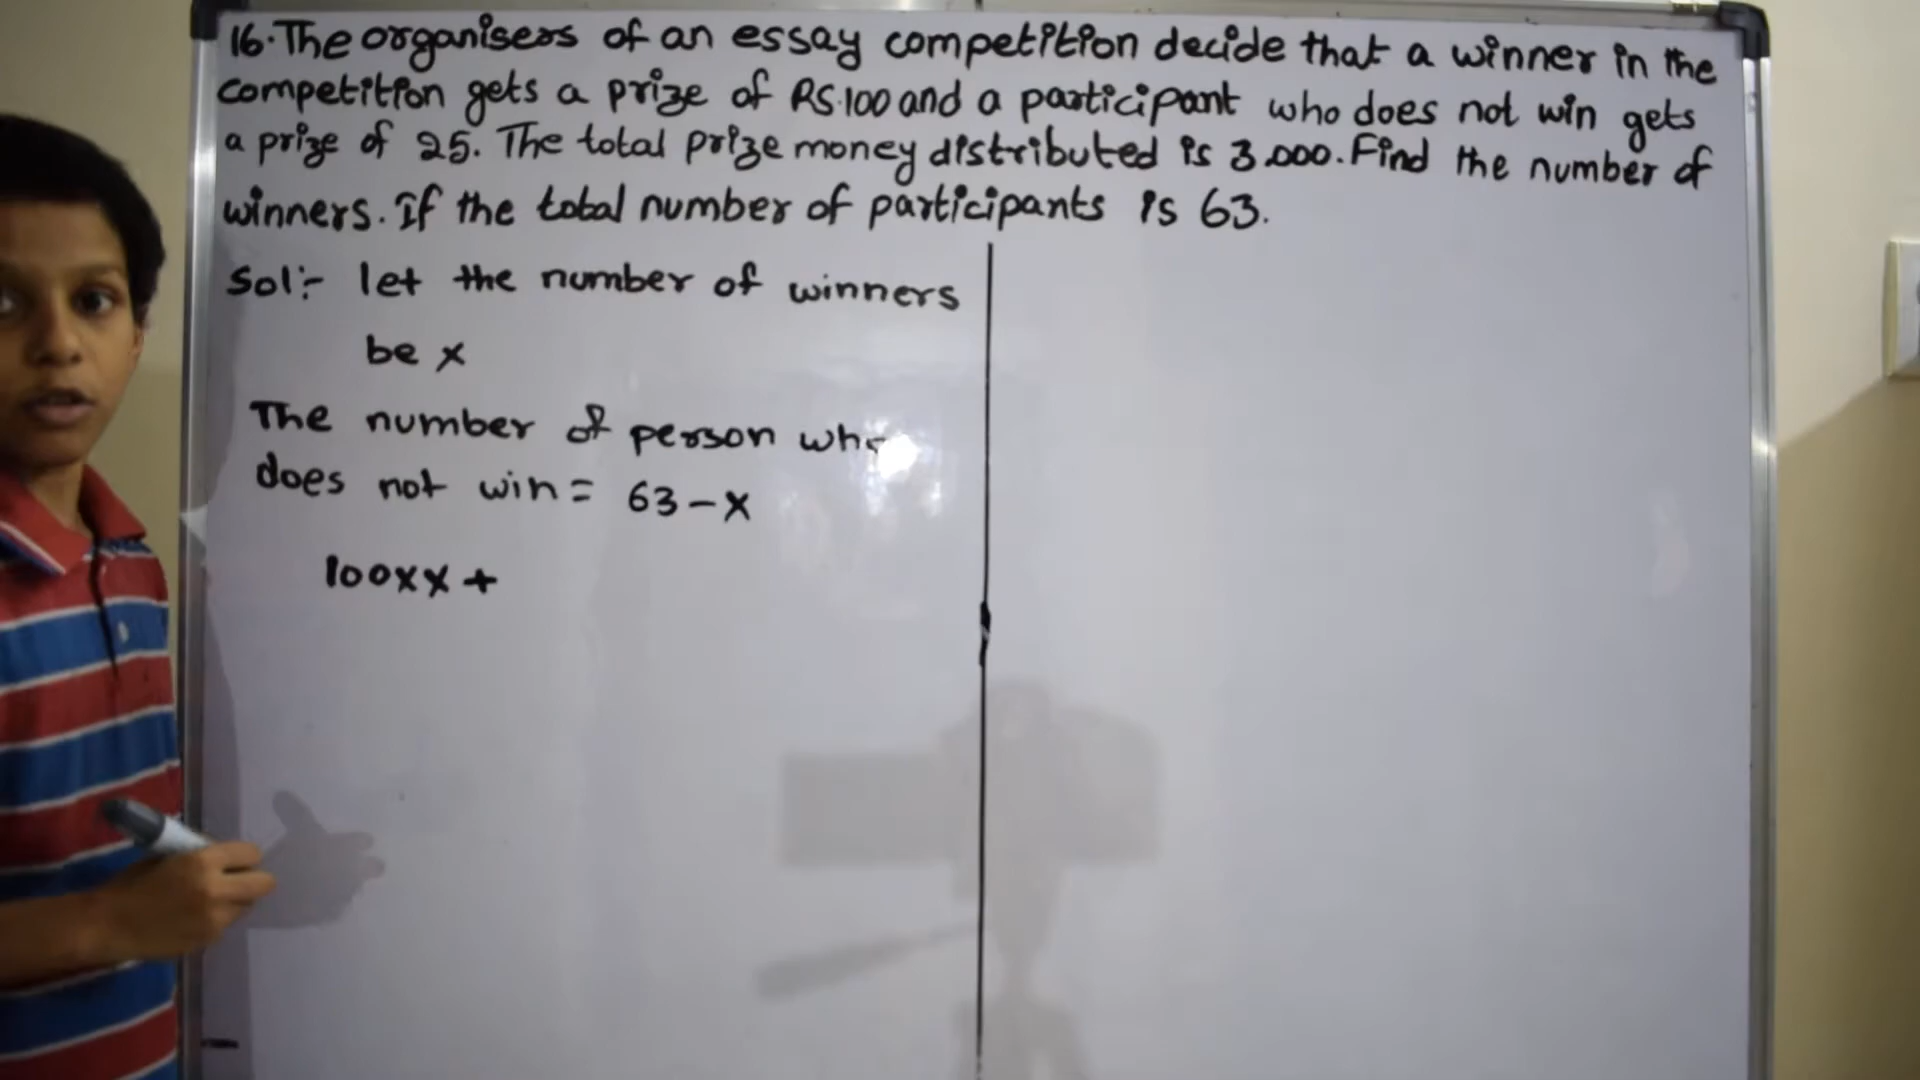 16. The organisers of an essay competition decide that a winner in the
competition gets a prize of RS.100 and a participant who does not win gets
a prize of 25. The total prize money distributed is 3.000. Find the number of
winners. If the total number of participants is 63.
Sol:- let the number of winners
be x
The number of person who
does not win = 63-x
100xx +